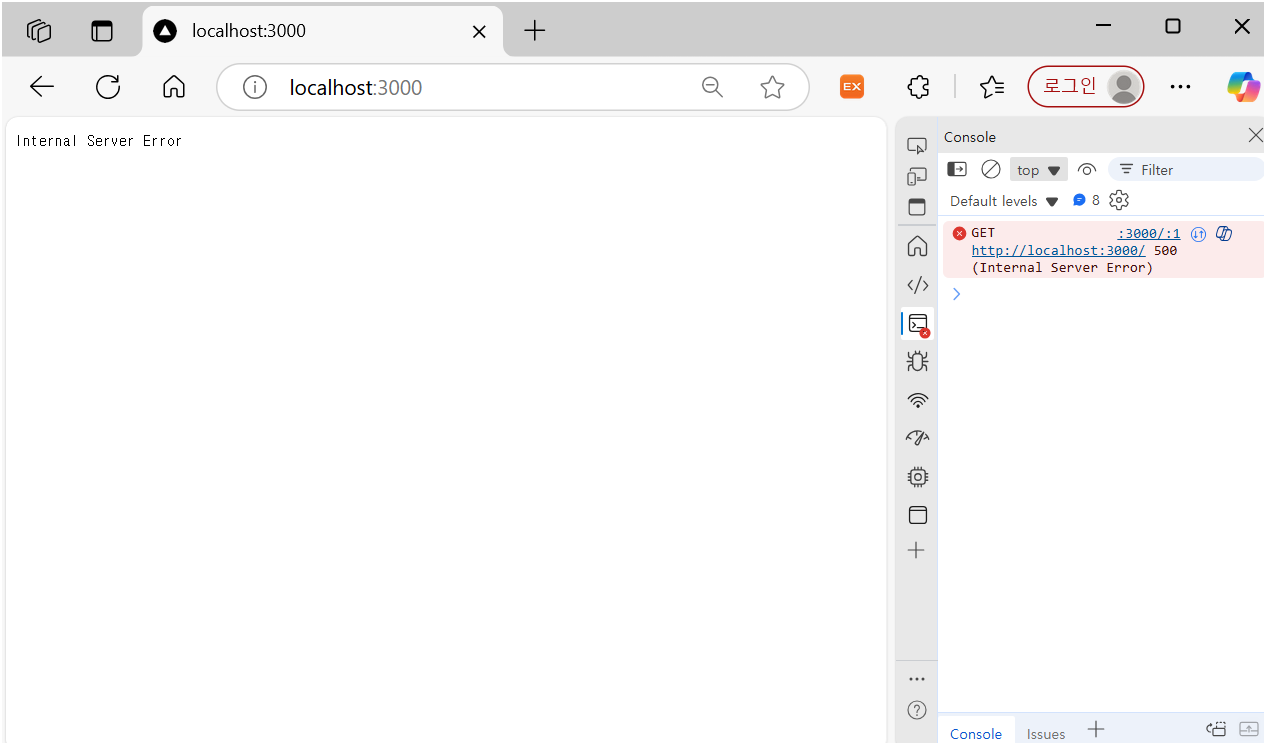 localhost:3000
localhost:3000
EX
로그인
Internal Server Error
Console
top
Filter
Default levels
8
GET :3000/:1
http://localhost:3000/ 500
(Internal Server Error)
Console
Issues